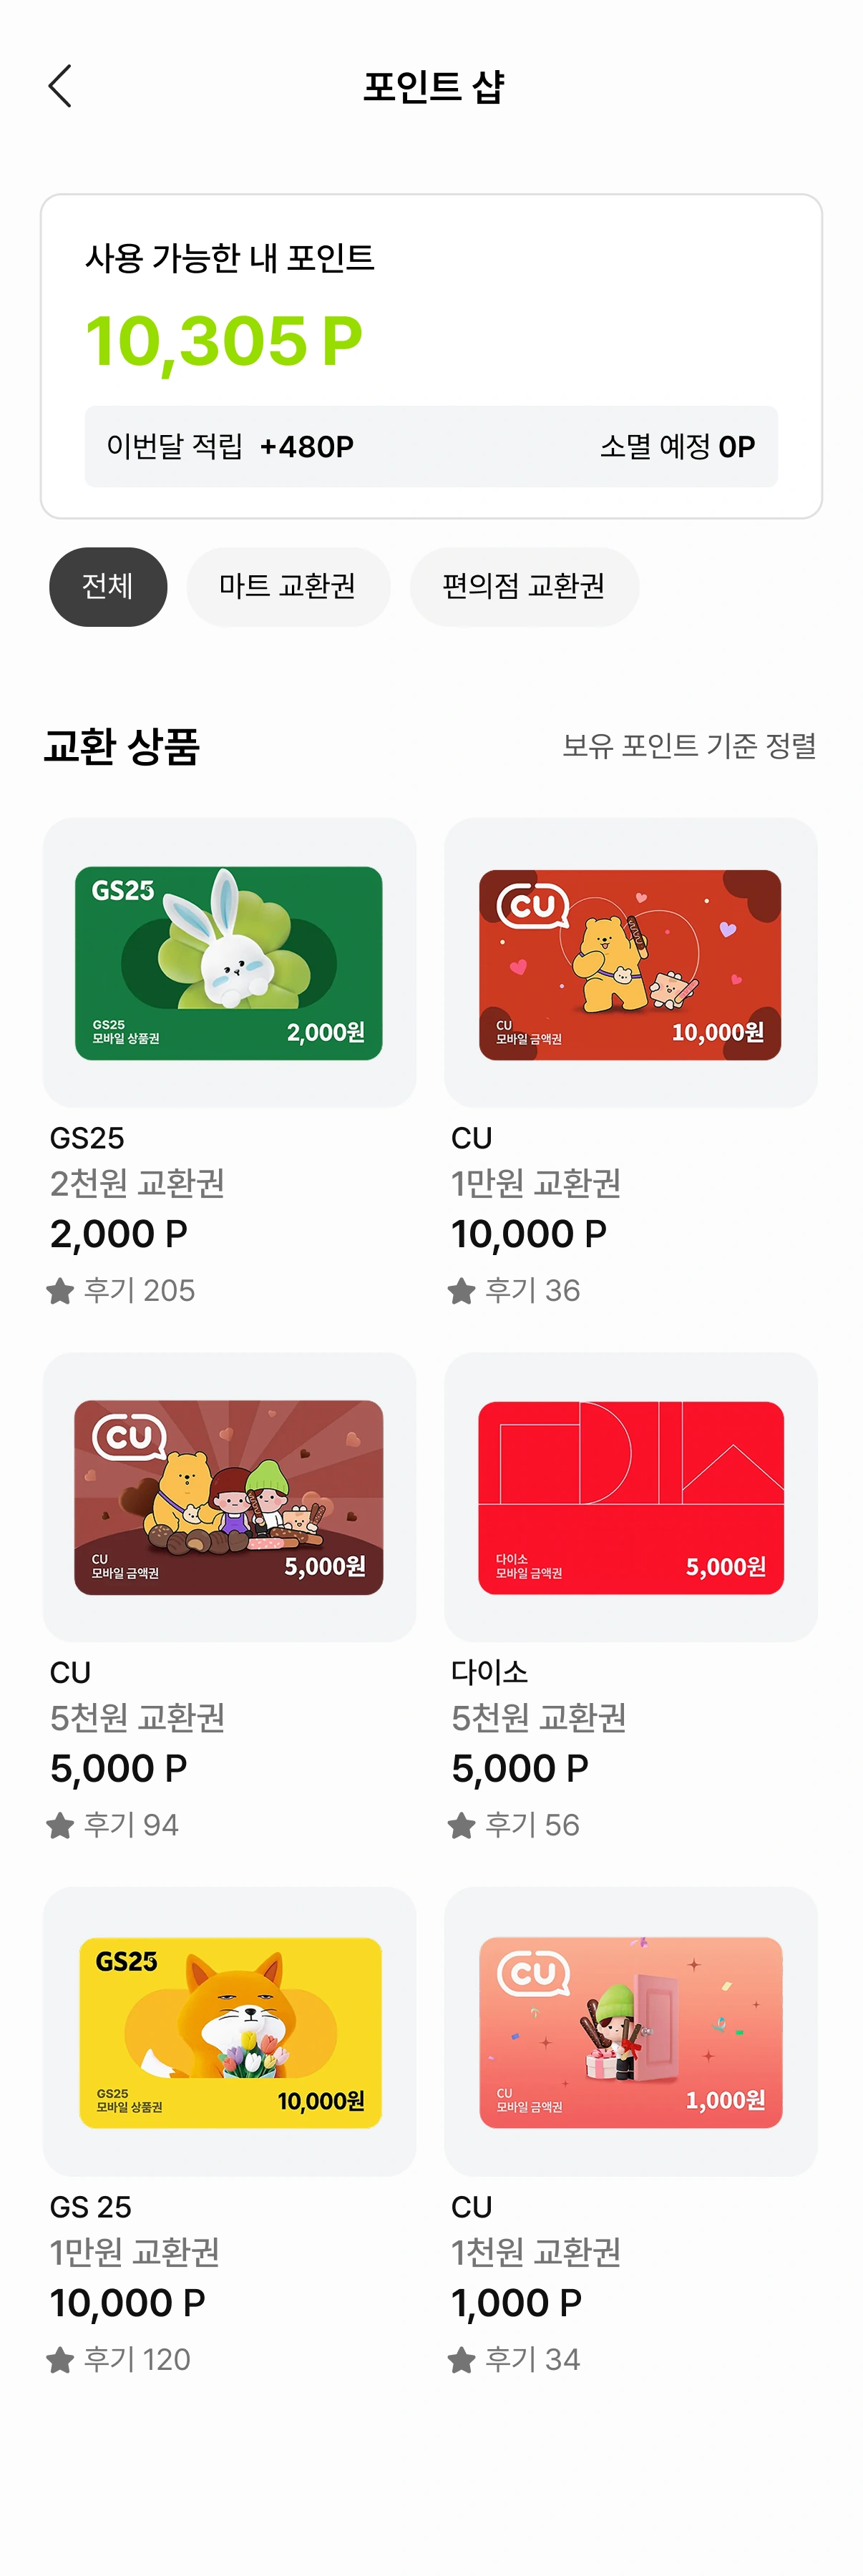 포인트 샵
사용 가능한 내 포인트
10,305 P
이번달 적립 +480P
소멸 예정 0P
전체
마트 교환권
편의점 교환권
교환 상품
보유 포인트 기준 정렬
GS25
GS25
모바일 상품권
2,000원
GS25
2천원 교환권
2,000 P
후기 205
CU
CU
모바일 금액권
10,000원
CU
1만원 교환권
10,000 P
후기 36
CU
CU
모바일 금액권
5,000원
CU
5천원 교환권
5,000 P
후기 94
다이소
모바일 금액권
5,000원
다이소
5천원 교환권
5,000 P
후기 56
GS25
GS25
모바일 상품권
10,000원
GS 25
1만원 교환권
10,000 P
후기 120
CU
CU
모바일 금액권
1,000원
CU
1천원 교환권
1,000 P
후기 34